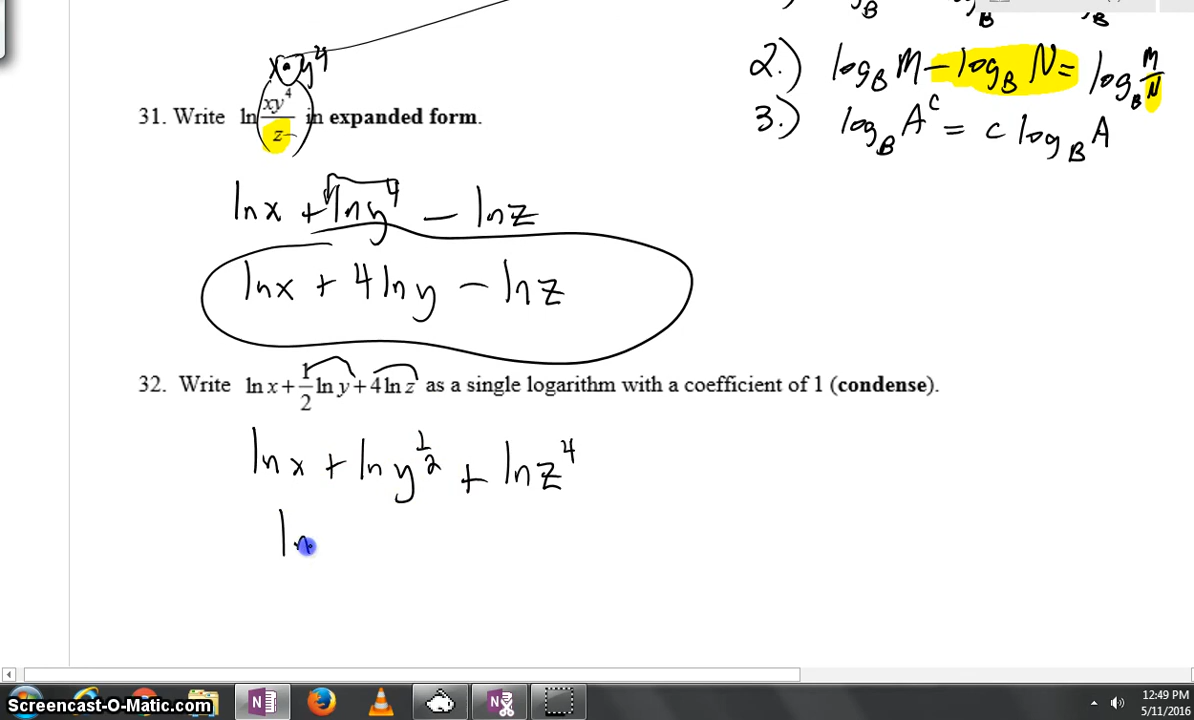 2.) log_B M - log_B N = log_B M/N
3.) log_B A^c = c log_B A
x • y^4
31. Write ln(xy^4/z) in expanded form.
ln x + ln y^4 - ln z
ln x + 4 ln y - ln z
32. Write ln x + 1/2 ln y + 4 ln z as a single logarithm with a coefficient of 1 (condense).
ln x + ln y^1/2 + ln z^4
ln
Screencast-O-Matic.com
12:49 PM
5/11/2016